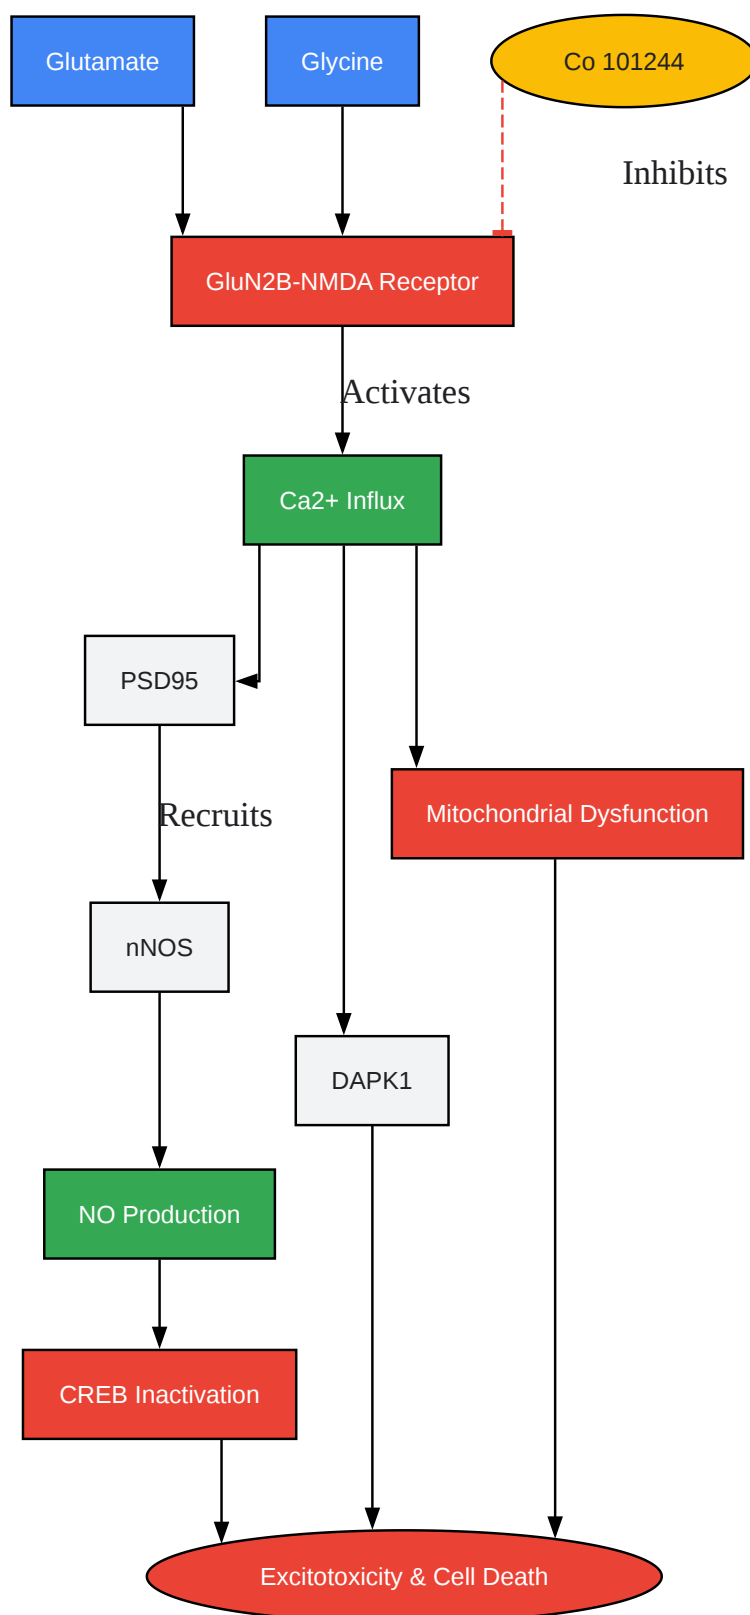 Glutamate
Glycine
Co 101244
Inhibits
GluN2B-NMDA Receptor
Activates
Ca2+ Influx
PSD95
Recruits
Mitochondrial Dysfunction
nNOS
DAPK1
NO Production
CREB Inactivation
Excitotoxicity & Cell Death